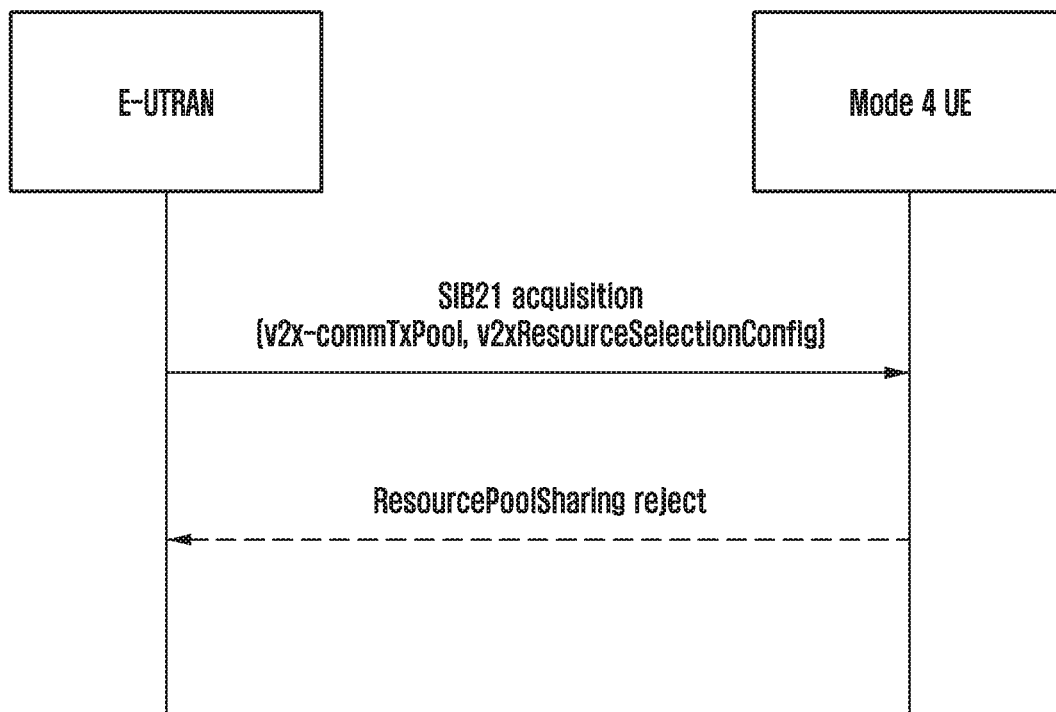 E-UTRAN
Mode 4 UE
SIB21 acquisition
(v2x-commTxPool, v2xResourceSelectionConfig)
ResourcePoolSharing reject